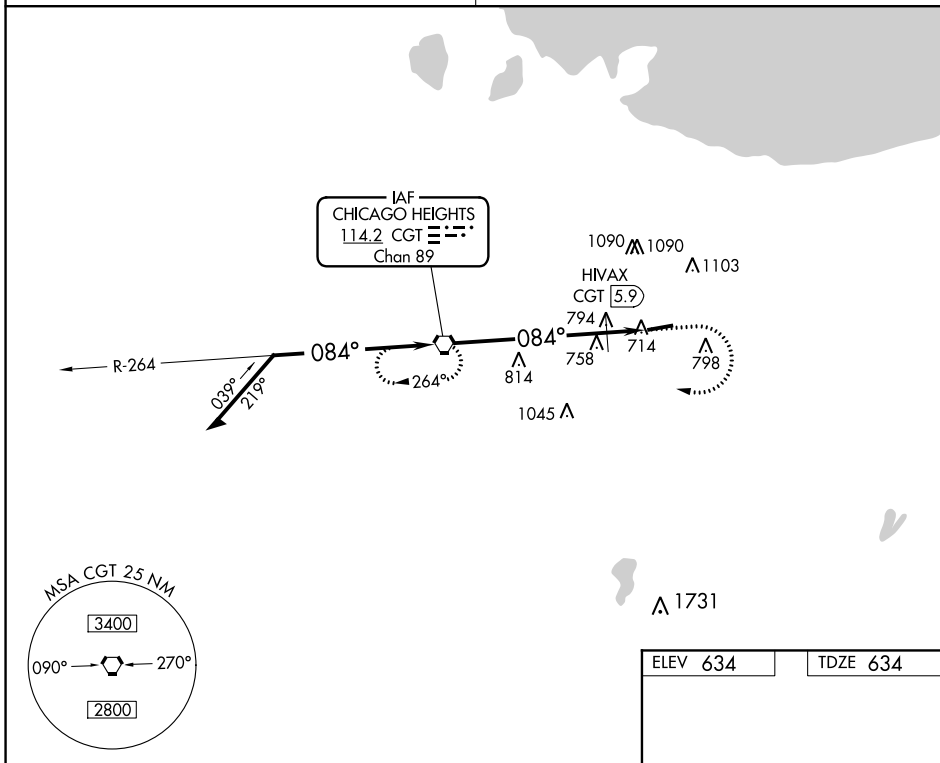 IAF
CHICAGO HEIGHTS
114.2 CGT
Chan 89
1090 1090
1103
HIVAX
CGT 5.9
794
084° 084°
758 714 798
R-264
264°
814
039°
219°
1045
MSA CGT 25 NM
3400
090° 270°
2800
1731
ELEV 634 TDZE 634